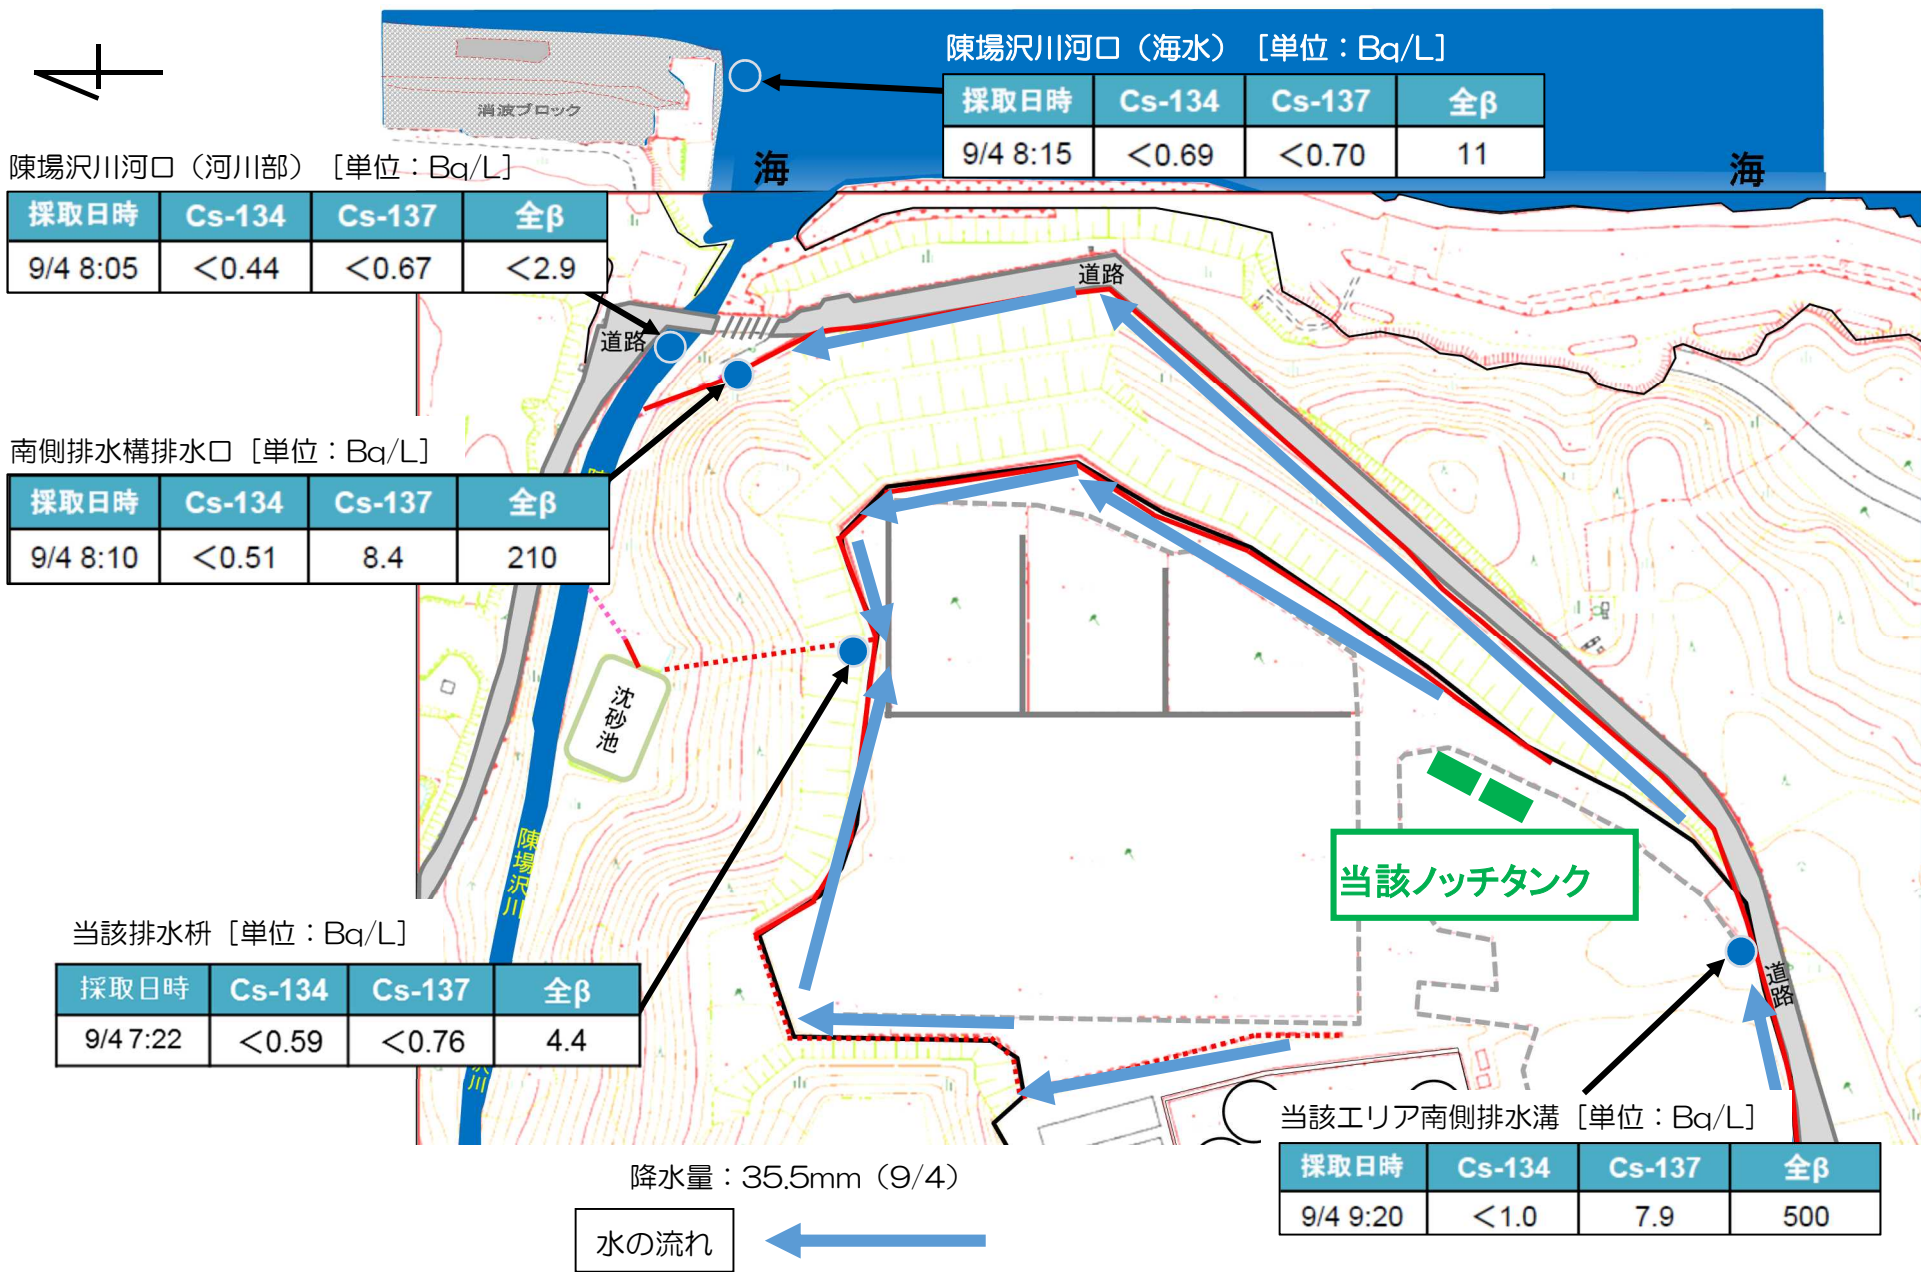 陳場沢川河口（海水）［単位：Bq/L］
採取日時 Cs-134 Cs-137 全β
9/4 8:15 ＜0.69 ＜0.70 11
消波ブロック
海
海
陳場沢川河口（河川部）［単位：Bq/L］
採取日時 Cs-134 Cs-137 全β
9/4 8:05 ＜0.44 ＜0.67 ＜2.9
道路
道路
南側排水構排水口［単位：Bq/L］
採取日時 Cs-134 Cs-137 全β
9/4 8:10 ＜0.51 8.4 210
沈砂池
陳場沢川
当該ノッチタンク
当該排水枡［単位：Bq/L］
採取日時 Cs-134 Cs-137 全β
9/4 7:22 ＜0.59 ＜0.76 4.4
道路
沢川
当該エリア南側排水溝［単位：Bq/L］
採取日時 Cs-134 Cs-137 全β
9/4 9:20 ＜1.0 7.9 500
降水量：35.5mm（9/4）
水の流れ